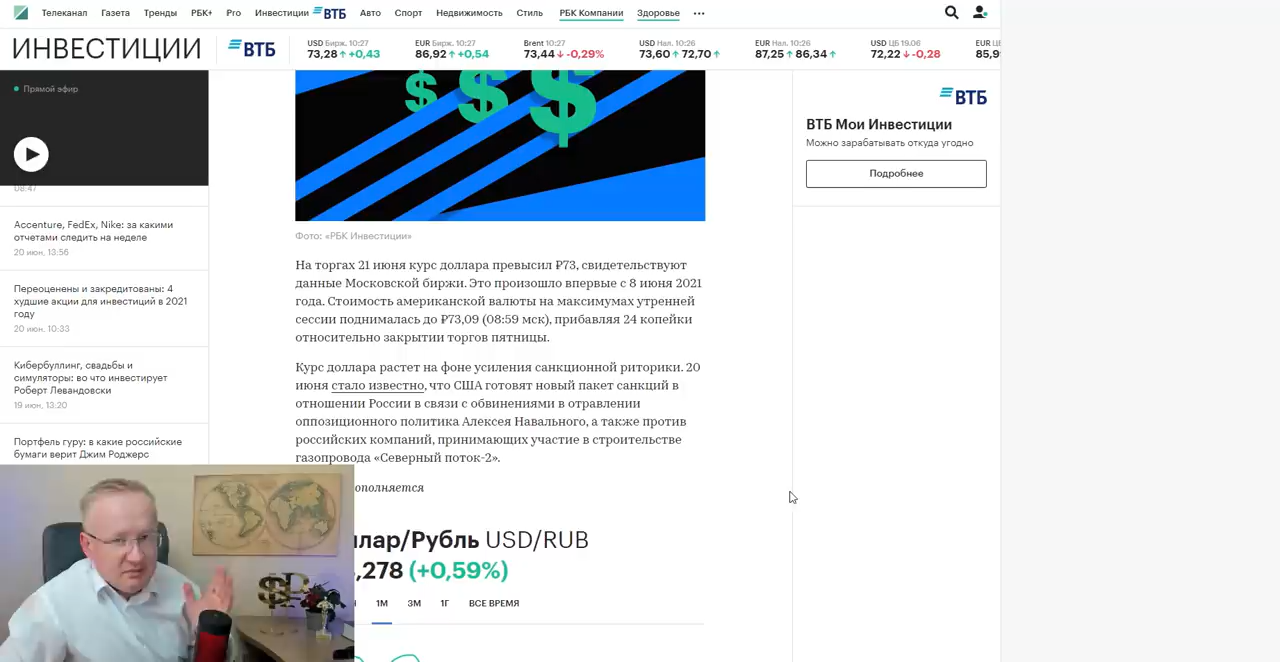 Телеканал Газета Тренды РБК+ Pro Инвестиции ВТБ Авто Спорт Недвижимость Стиль РБК Компании Здоровье ...
ИНВЕСТИЦИИ ВТБ
USD Бирж. 10:27
73,28 +0,43
EUR Бирж. 10:27
86,92 +0,54
Brent 10:27
73,44 -0,29%
USD Нал. 10:26
73,60 72,70
EUR Нал. 10:26
87,25 86,34
USD ЦБ 19.06
72,22 -0,28
EUR
85,9
Прямой эфир
08:47
Accenture, FedEx, Nike: за какими
отчетами следить на неделе
20 июн, 13:56
Переоценены и закредитованы: 4
худшие акции для инвестиций в 2021
году
20 июн, 10:33
Кибербуллинг, свадьбы и
симуляторы: во что инвестирует
Роберт Левандовски
19 июн, 13:20
Портфель гуру: в какие российские
бумаги верит Джим Роджерс
$ $ $
Фото: «РБК Инвестиции»
На торгах 21 июня курс доллара превысил ₽73, свидетельствуют
данные Московской биржи. Это произошло впервые с 8 июня 2021
года. Стоимость американской валюты на максимумах утренней
сессии поднималась до ₽73,09 (08:59 мск), прибавляя 24 копейки
относительно закрытии торгов пятницы.
Курс доллара растет на фоне усиления санкционной риторики. 20
июня стало известно, что США готовят новый пакет санкций в
отношении России в связи с обвинениями в отравлении
оппозиционного политика Алексея Навального, а также против
российских компаний, принимающих участие в строительстве
газопровода «Северный поток-2».
ополняется
лар/Рубль USD/RUB
,278 (+0,59%)
1М 3М 1Г ВСЕ ВРЕМЯ
ВТБ
ВТБ Мои Инвестиции
Можно зарабатывать откуда угодно
Подробнее